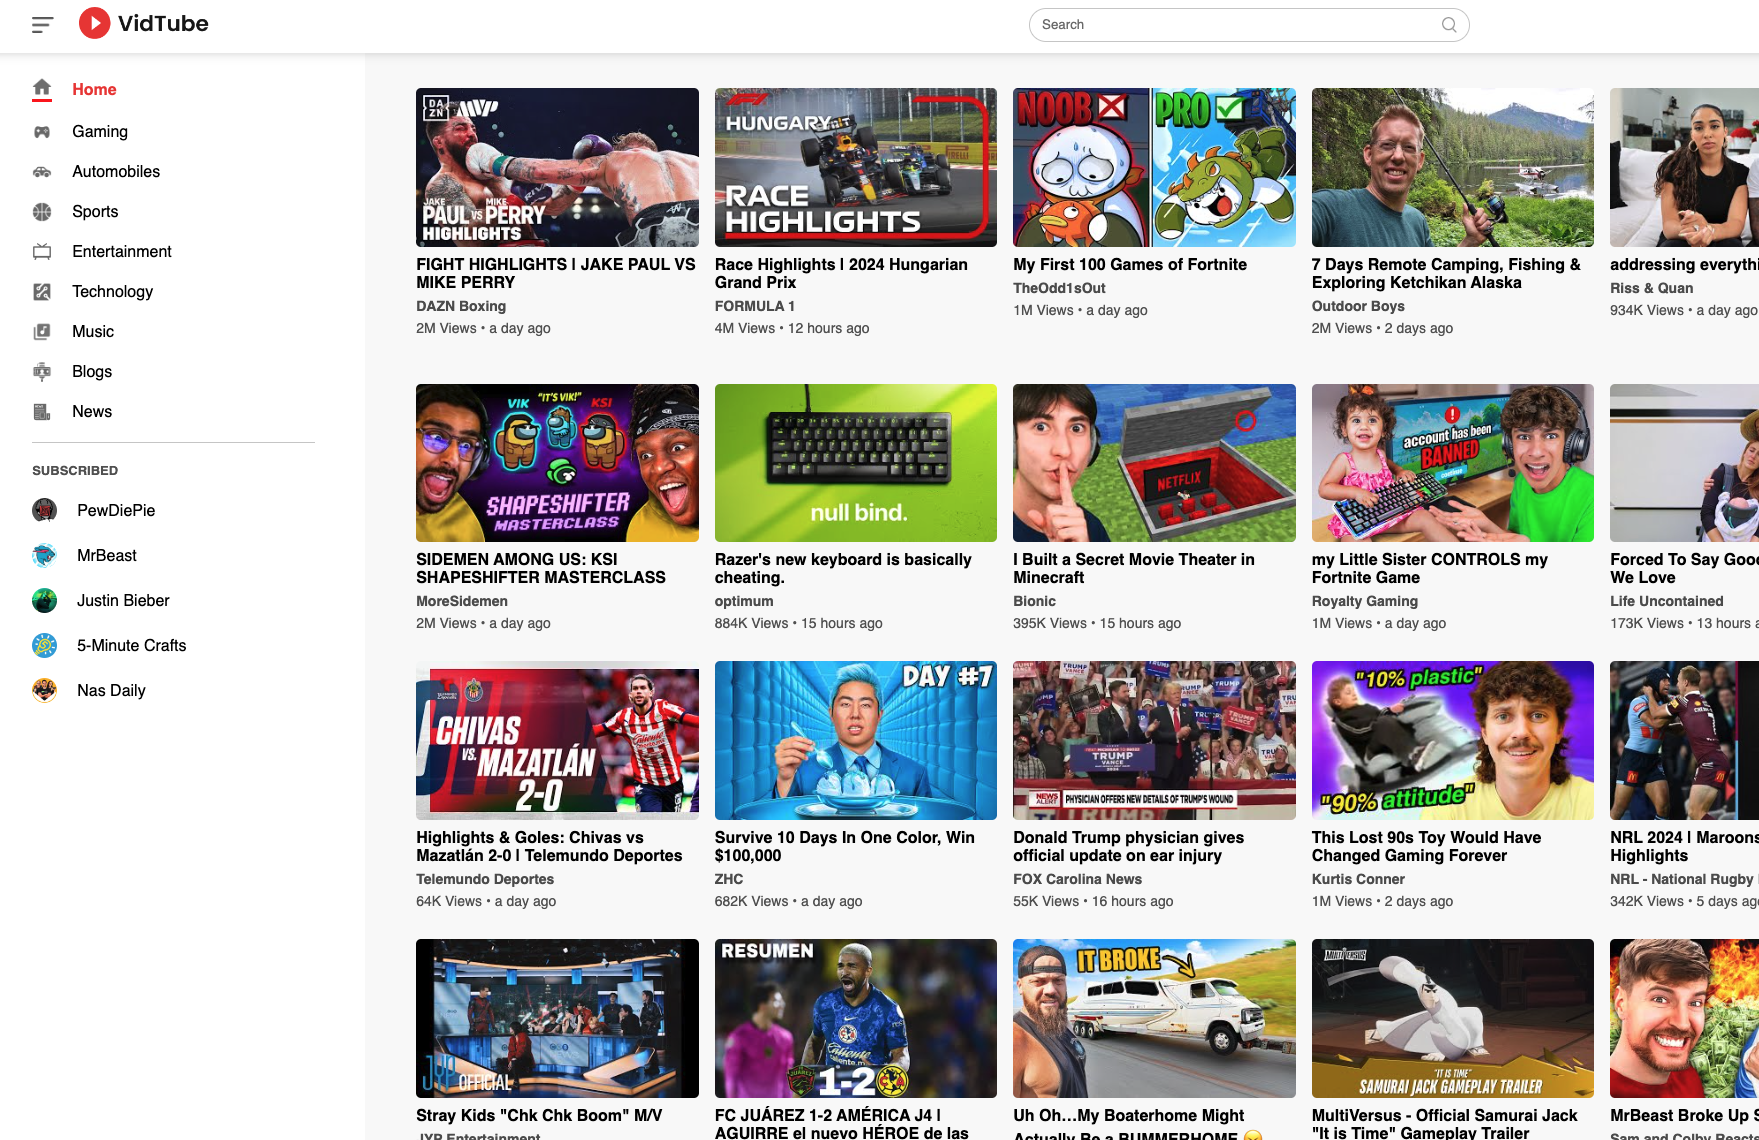 VidTube
Search
Home
Gaming
Automobiles
Sports
Entertainment
Technology
Music
Blogs
News
SUBSCRIBED
PewDiePie
MrBeast
Justin Bieber
5-Minute Crafts
Nas Daily
DA
ZN
MVP
JAKE MIKE
PAUL VS PERRY
HIGHLIGHTS
FIGHT HIGHLIGHTS | JAKE PAUL VS
MIKE PERRY
DAZN Boxing
2M Views • a day ago
F1
HUNGARY
PIRELLI
RACE
HIGHLIGHTS
Race Highlights | 2024 Hungarian
Grand Prix
FORMULA 1
4M Views • 12 hours ago
NOOB
PRO
My First 100 Games of Fortnite
TheOdd1sOut
1M Views • a day ago
7 Days Remote Camping, Fishing &
Exploring Ketchikan Alaska
Outdoor Boys
2M Views • 2 days ago
addressing everythi
Riss & Quan
934K Views • a day ago
"IT'S VIK!"
VIK
KSI
SHAPESHIFTER
MASTERCLASS
SIDEMEN AMONG US: KSI
SHAPESHIFTER MASTERCLASS
MoreSidemen
2M Views • a day ago
null bind.
Razer's new keyboard is basically
cheating.
optimum
884K Views • 15 hours ago
NETFLIX
I Built a Secret Movie Theater in
Minecraft
Bionic
395K Views • 15 hours ago
account has been
BANNED
continue
my Little Sister CONTROLS my
Fortnite Game
Royalty Gaming
1M Views • a day ago
Forced To Say Good
We Love
Life Uncontained
173K Views • 13 hours a
CHIVAS
VS.
MAZATLÁN
2-0
Highlights & Goles: Chivas vs
Mazatlán 2-0 | Telemundo Deportes
Telemundo Deportes
64K Views • a day ago
DAY #7
Survive 10 Days In One Color, Win
$100,000
ZHC
682K Views • a day ago
TRUMP
VANCE
NEWS
ALERT
PHYSICIAN OFFERS NEW DETAILS OF TRUMP'S WOUND
Donald Trump physician gives
official update on ear injury
FOX Carolina News
55K Views • 16 hours ago
"10% plastic"
"90% attitude"
This Lost 90s Toy Would Have
Changed Gaming Forever
Kurtis Conner
1M Views • 2 days ago
NRL 2024 | Maroons
Highlights
NRL - National Rugby
342K Views • 5 days ago
JYP OFFICIAL
Stray Kids "Chk Chk Boom" M/V
JYP Entertainment
RESUMEN
1-2
FC JUÁREZ 1-2 AMÉRICA J4 |
AGUIRRE el nuevo HÉROE de las
IT BROKE
Uh Oh...My Boaterhome Might
Actually Be a BUMMERHOME 😕
MULTIVERSUS
"IT IS TIME"
SAMURAI JACK GAMEPLAY TRAILER
MultiVersus - Official Samurai Jack
"It is Time" Gameplay Trailer
MrBeast Broke Up S
Sam and Colby React